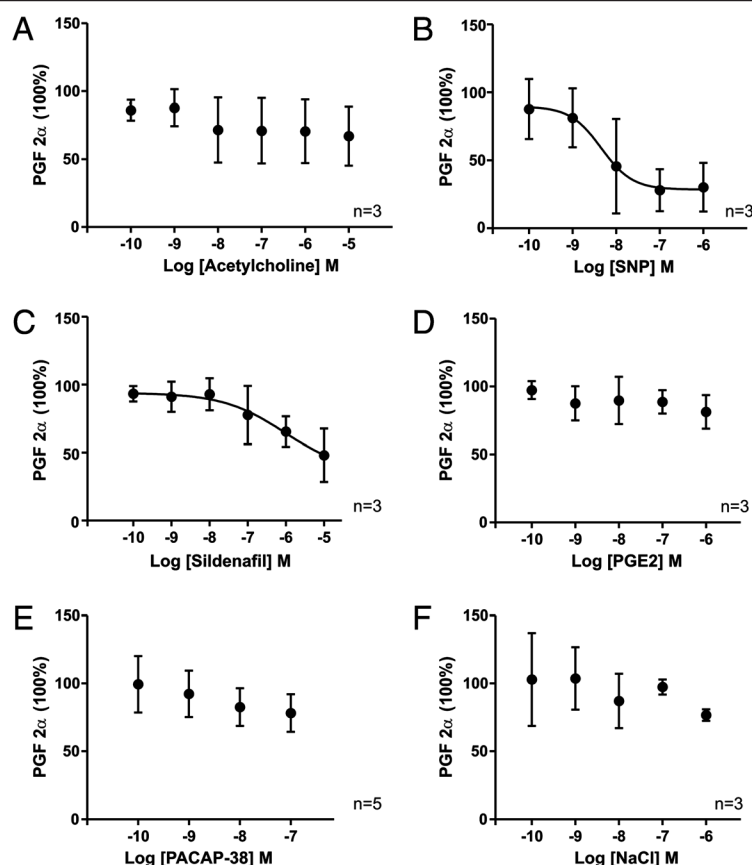 A
PGF 2α (100%)
150
100
50
0
n=3
-10 -9 -8 -7 -6 -5
Log [Acetylcholine] M
B
PGF 2α (100%)
150
100
50
0
n=3
-10 -9 -8 -7 -6
Log [SNP] M
C
PGF 2α (100%)
150
100
50
0
n=3
-10 -9 -8 -7 -6 -5
Log [Sildenafil] M
D
PGF 2α (100%)
150
100
50
0
n=3
-10 -9 -8 -7 -6
Log [PGE2] M
E
PGF 2α (100%)
150
100
50
0
n=5
-10 -9 -8 -7
Log [PACAP-38] M
F
PGF 2α (100%)
150
100
50
0
n=3
-10 -9 -8 -7 -6
Log [NaCl] M